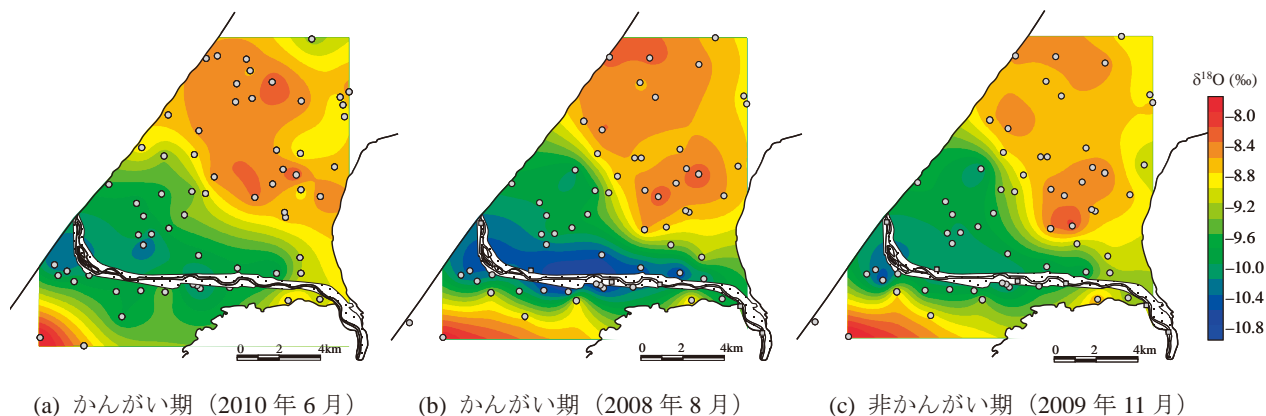 δ¹⁸O (‰)
–8.0
–8.4
–8.8
–9.2
–9.6
–10.0
–10.4
–10.8
0 2 4km
0 2 4km
0 2 4km
(a) かんがい期（2010 年 6 月）
(b) かんがい期（2008 年 8 月）
(c) 非かんがい期（2009 年 11 月）